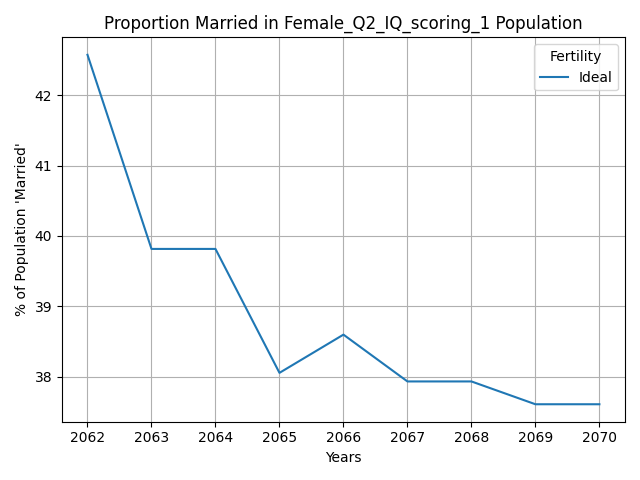 Proportion Married in Female_Q2_IQ_scoring_1 Population
Fertility
Ideal
% of Population 'Married'
42
41
40
39
38
2062 2063 2064 2065 2066 2067 2068 2069 2070
Years